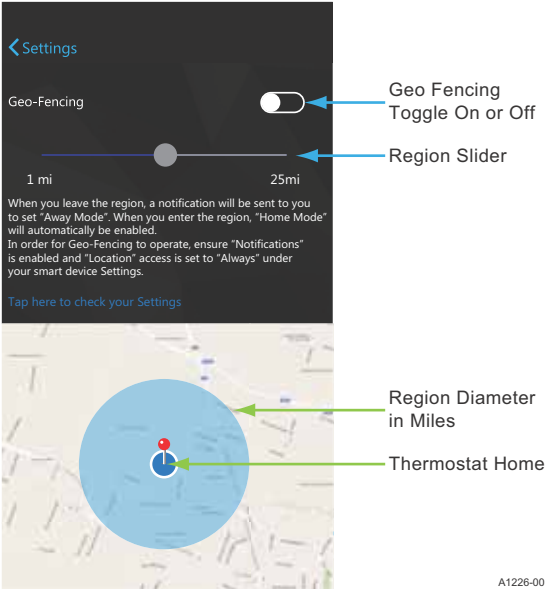 Settings
Geo-Fencing
Geo Fencing
Toggle On or Off
Region Slider
1 mi
25mi
When you leave the region, a notification will be sent to you
to set “Away Mode”. When you enter the region, “Home Mode”
will automatically be enabled.
In order for Geo-Fencing to operate, ensure “Notifications”
is enabled and “Location” access is set to “Always” under
your smart device Settings.
Tap here to check your Settings
Region Diameter
in Miles
Thermostat Home
A1226-00